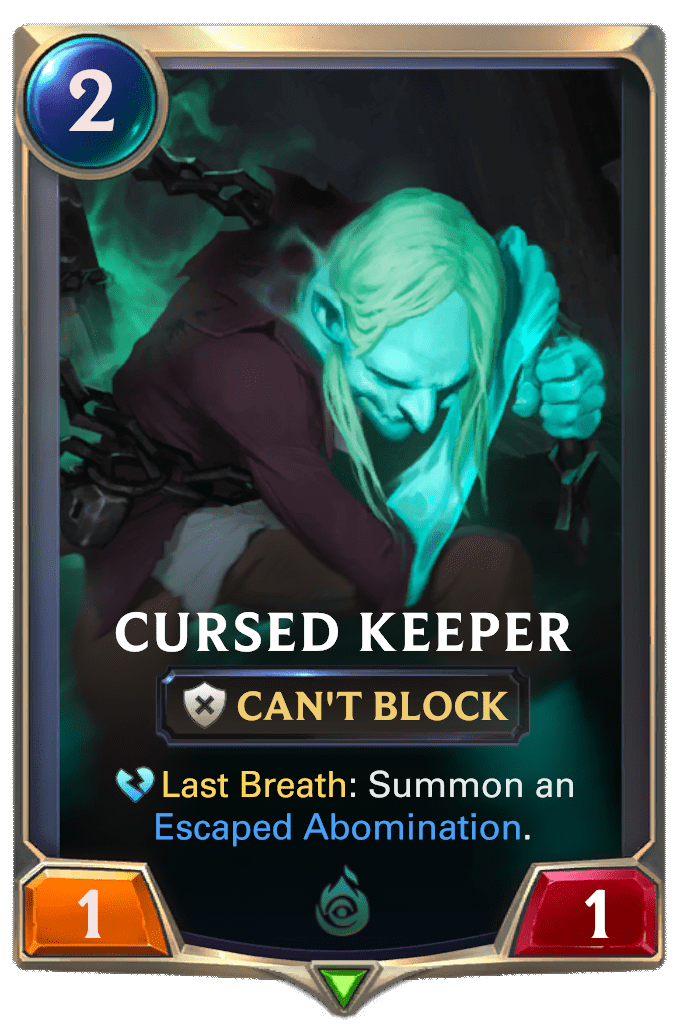 2
CURSED KEEPER
CAN'T BLOCK
Last Breath: Summon an
Escaped Abomination.
1
1